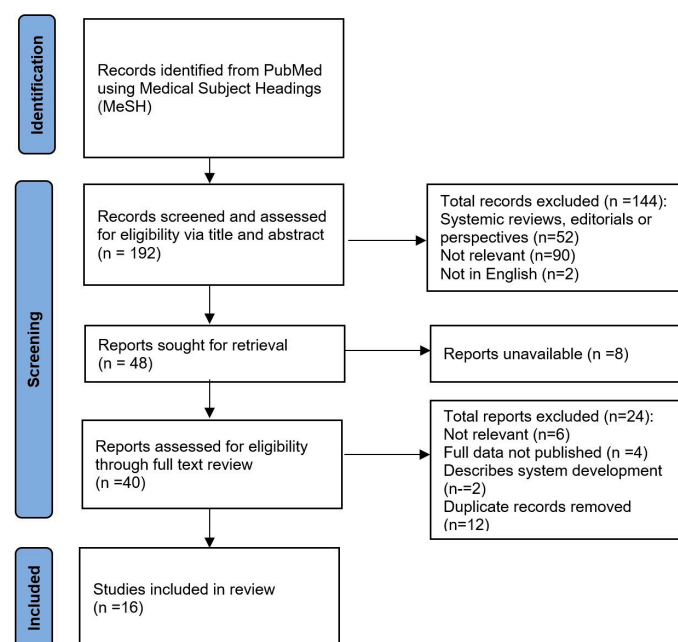 Identification
Records identified from PubMed
using Medical Subject Headings
(MeSH)
Screening
Records screened and assessed
for eligibility via title and abstract
(n = 192)
Total records excluded (n =144):
Systemic reviews, editorials or
perspectives (n=52)
Not relevant (n=90)
Not in English (n=2)
Reports sought for retrieval
(n = 48)
Reports unavailable (n =8)
Reports assessed for eligibility
through full text review
(n =40)
Total reports excluded (n=24):
Not relevant (n=6)
Full data not published (n =4)
Describes system development
(n-=2)
Duplicate records removed
(n=12)
Included
Studies included in review
(n =16)